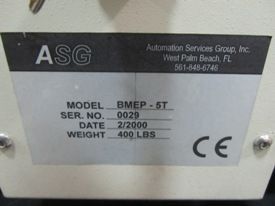 ASG
Automation Services Group, Inc.
West Palm Beach, FL
561-848-6746
MODEL BMEP - 5T
SER. NO. 0029
DATE 2/2000
WEIGHT 400 LBS
CE